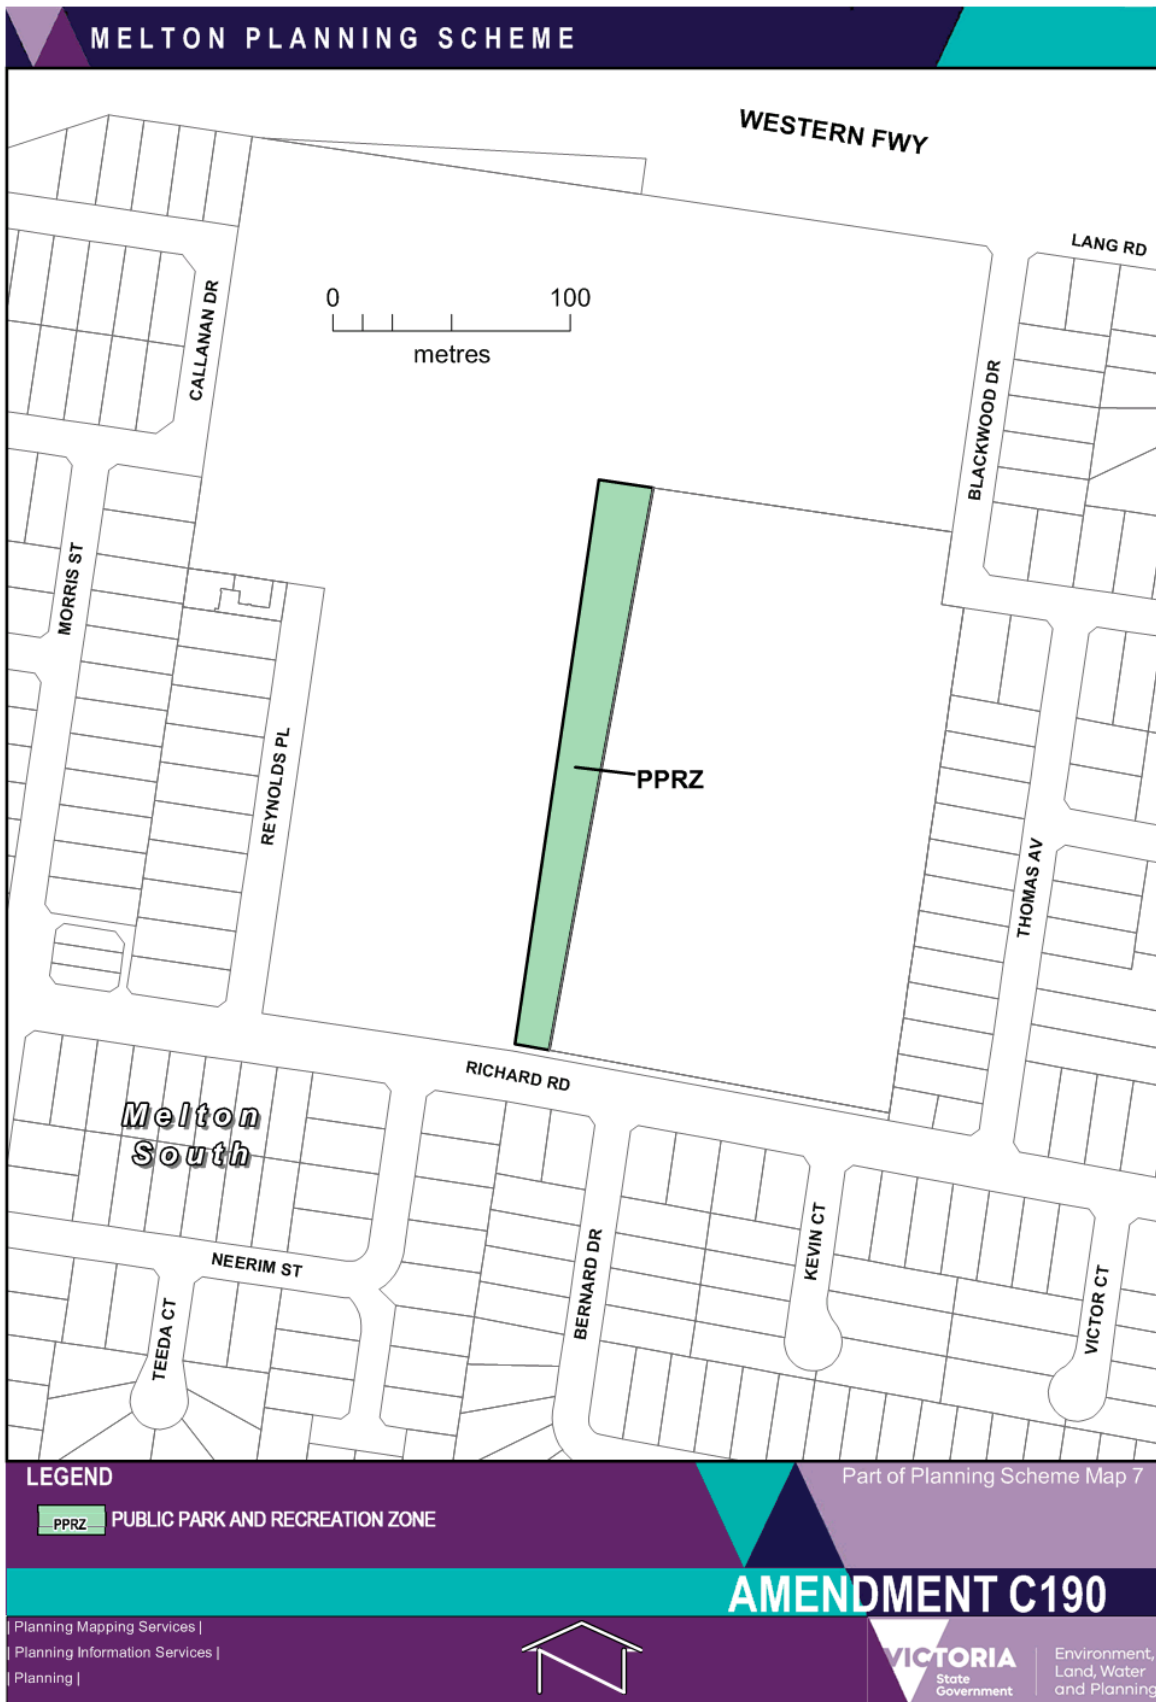 MELTON PLANNING SCHEME
WESTERN FWY
LANG RD
0 100
metres
CALLANAN DR
BLACKWOOD DR
MORRIS ST
REYNOLDS PL
PPRZ
THOMAS AV
RICHARD RD
Melton
South
NEERIM ST
TEEDA CT
BERNARD DR
KEVIN CT
VICTOR CT
LEGEND
Part of Planning Scheme Map 7
PPRZ PUBLIC PARK AND RECREATION ZONE
AMENDMENT C190
| Planning Mapping Services |
| Planning Information Services |
| Planning |
VICTORIA
State
Government
Environment,
Land, Water
and Planning